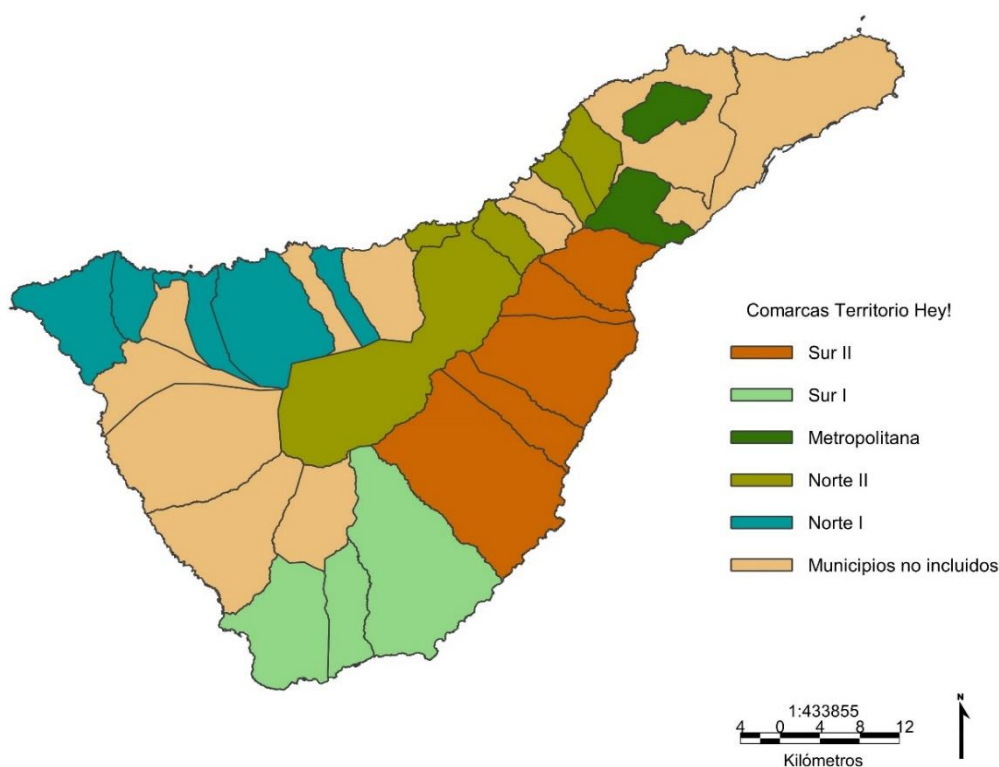 Comarcas Territorio Hey!
Sur II
Sur I
Metropolitana
Norte II
Norte I
Municipios no incluidos
1:433855
4 0 4 8 12
Kilómetros
N